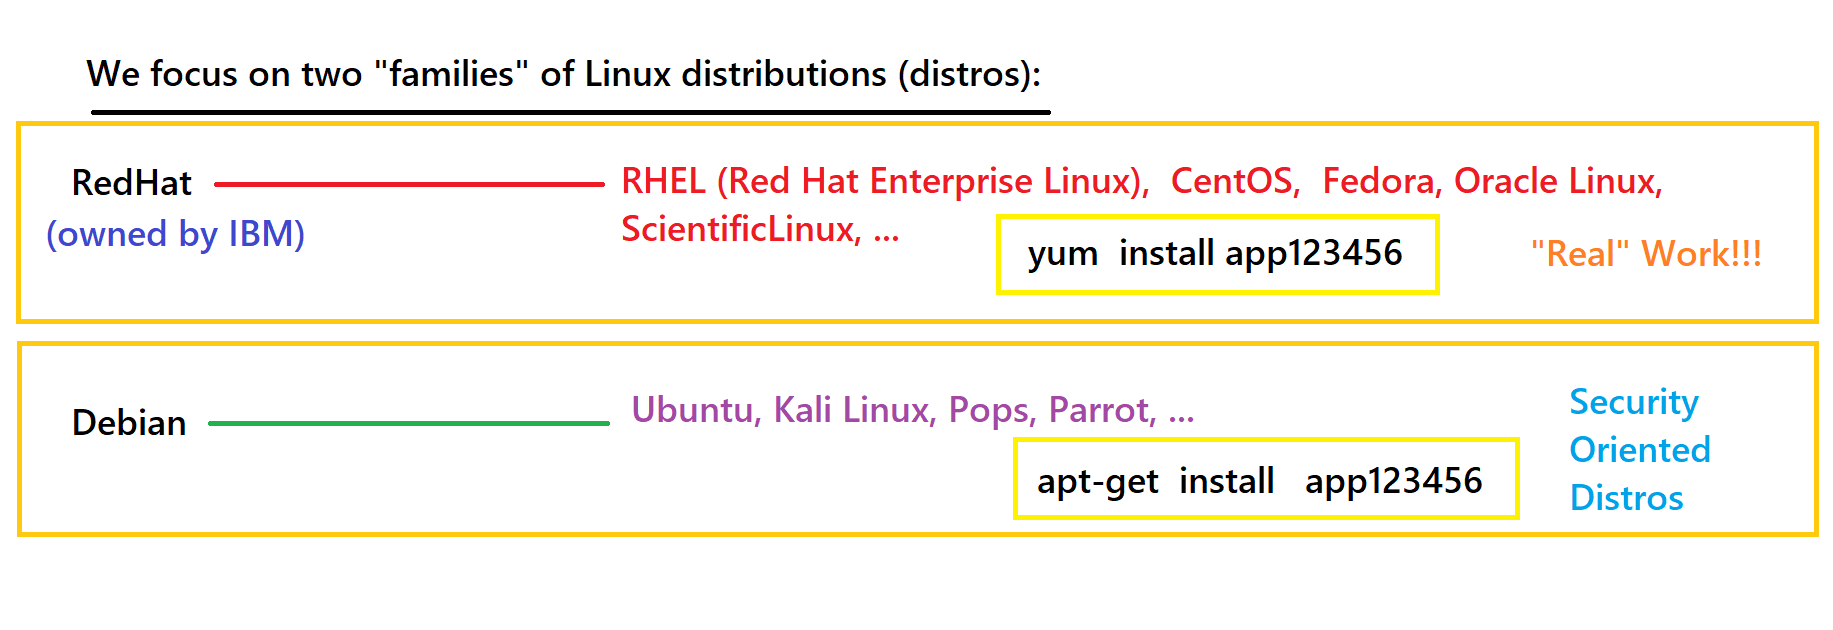 We focus on two "families" of Linux distributions (distros):
RedHat
(owned by IBM)
RHEL (Red Hat Enterprise Linux),  CentOS,  Fedora, Oracle Linux,
ScientificLinux, ...
yum  install app123456
"Real" Work!!!
Debian
Ubuntu, Kali Linux, Pops, Parrot, ...
apt-get  install   app123456
Security
Oriented
Distros